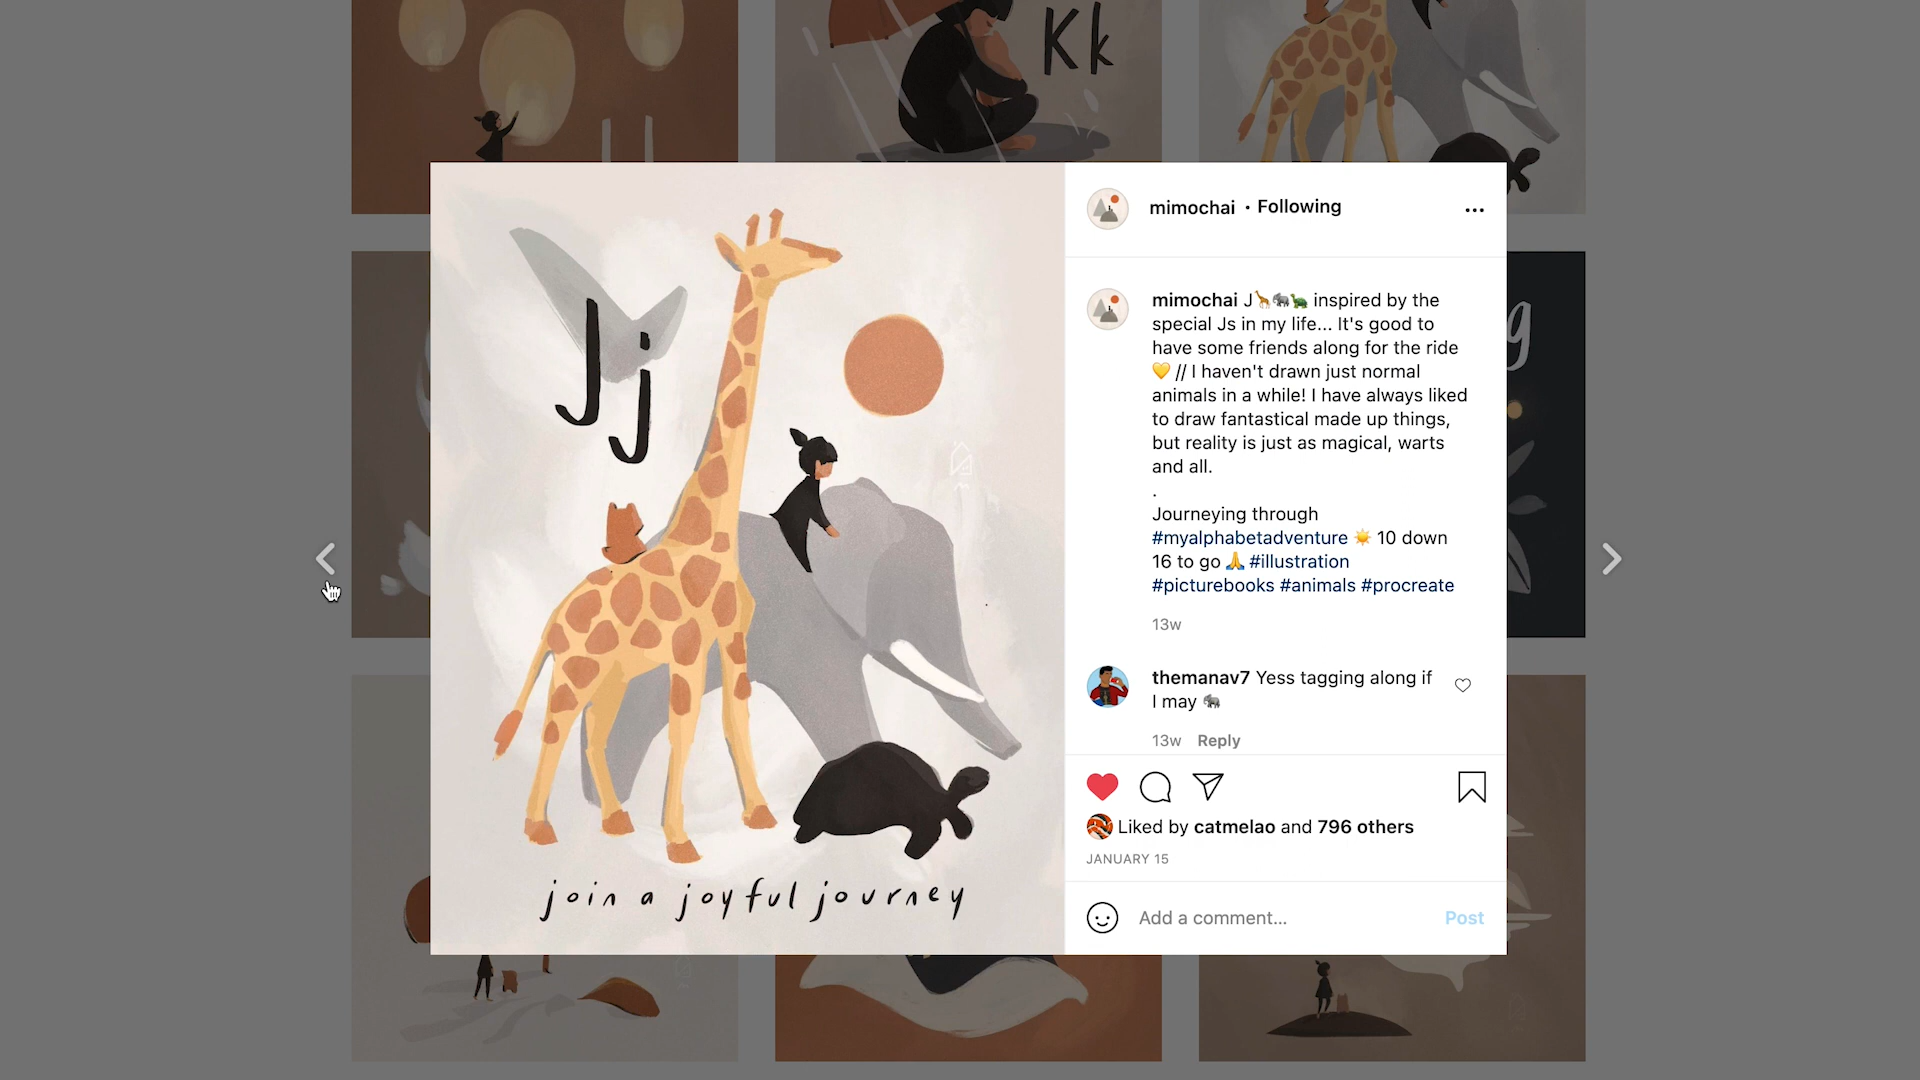 Kk
mimochai • Following
Jj
mimochai J🦒🐘🐢 inspired by the
special Js in my life... It's good to
have some friends along for the ride
💛 // I haven't drawn just normal
animals in a while! I have always liked
to draw fantastical made up things,
but reality is just as magical, warts
and all.
.
Journeying through
#myalphabetadventure ☀️ 10 down
16 to go 🙏 #illustration
#picturebooks #animals #procreate
13w
themanav7 Yess tagging along if
I may 🐘
13w Reply
Liked by catmelao and 796 others
JANUARY 15
join a joyful journey
Add a comment...
Post